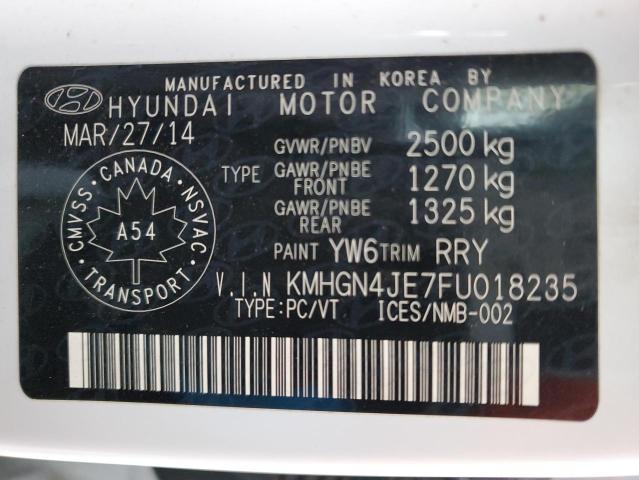 MANUFACTURED IN KOREA BY
HYUNDAI MOTOR COMPANY
MAR/27/14
GVWR/PNBV 2500 kg
TYPE GAWR/PNBE FRONT 1270 kg
GAWR/PNBE REAR 1325 kg
PAINT YW6 TRIM RRY
V.I.N KMHGN4JE7FU018235
TYPE:PC/VT ICES/NMB-002
CMVSS · CANADA · NSVAC
A54
TRANSPORT